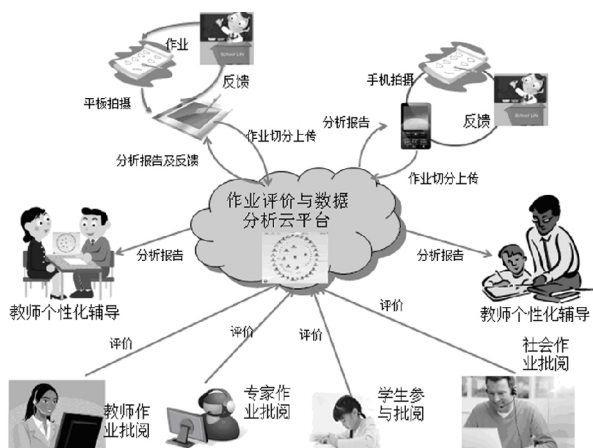 作业
反馈
平板拍摄
作业切分上传
分析报告及反馈
手机拍摄
反馈
分析报告
作业切分上传
作业评价与数据
分析云平台
分析报告
分析报告
教师个性化辅导
教师个性化辅导
评价
评价
评价
评价
教师作
业批阅
专家作
业批阅
学生参
与批阅
社会作
业批阅